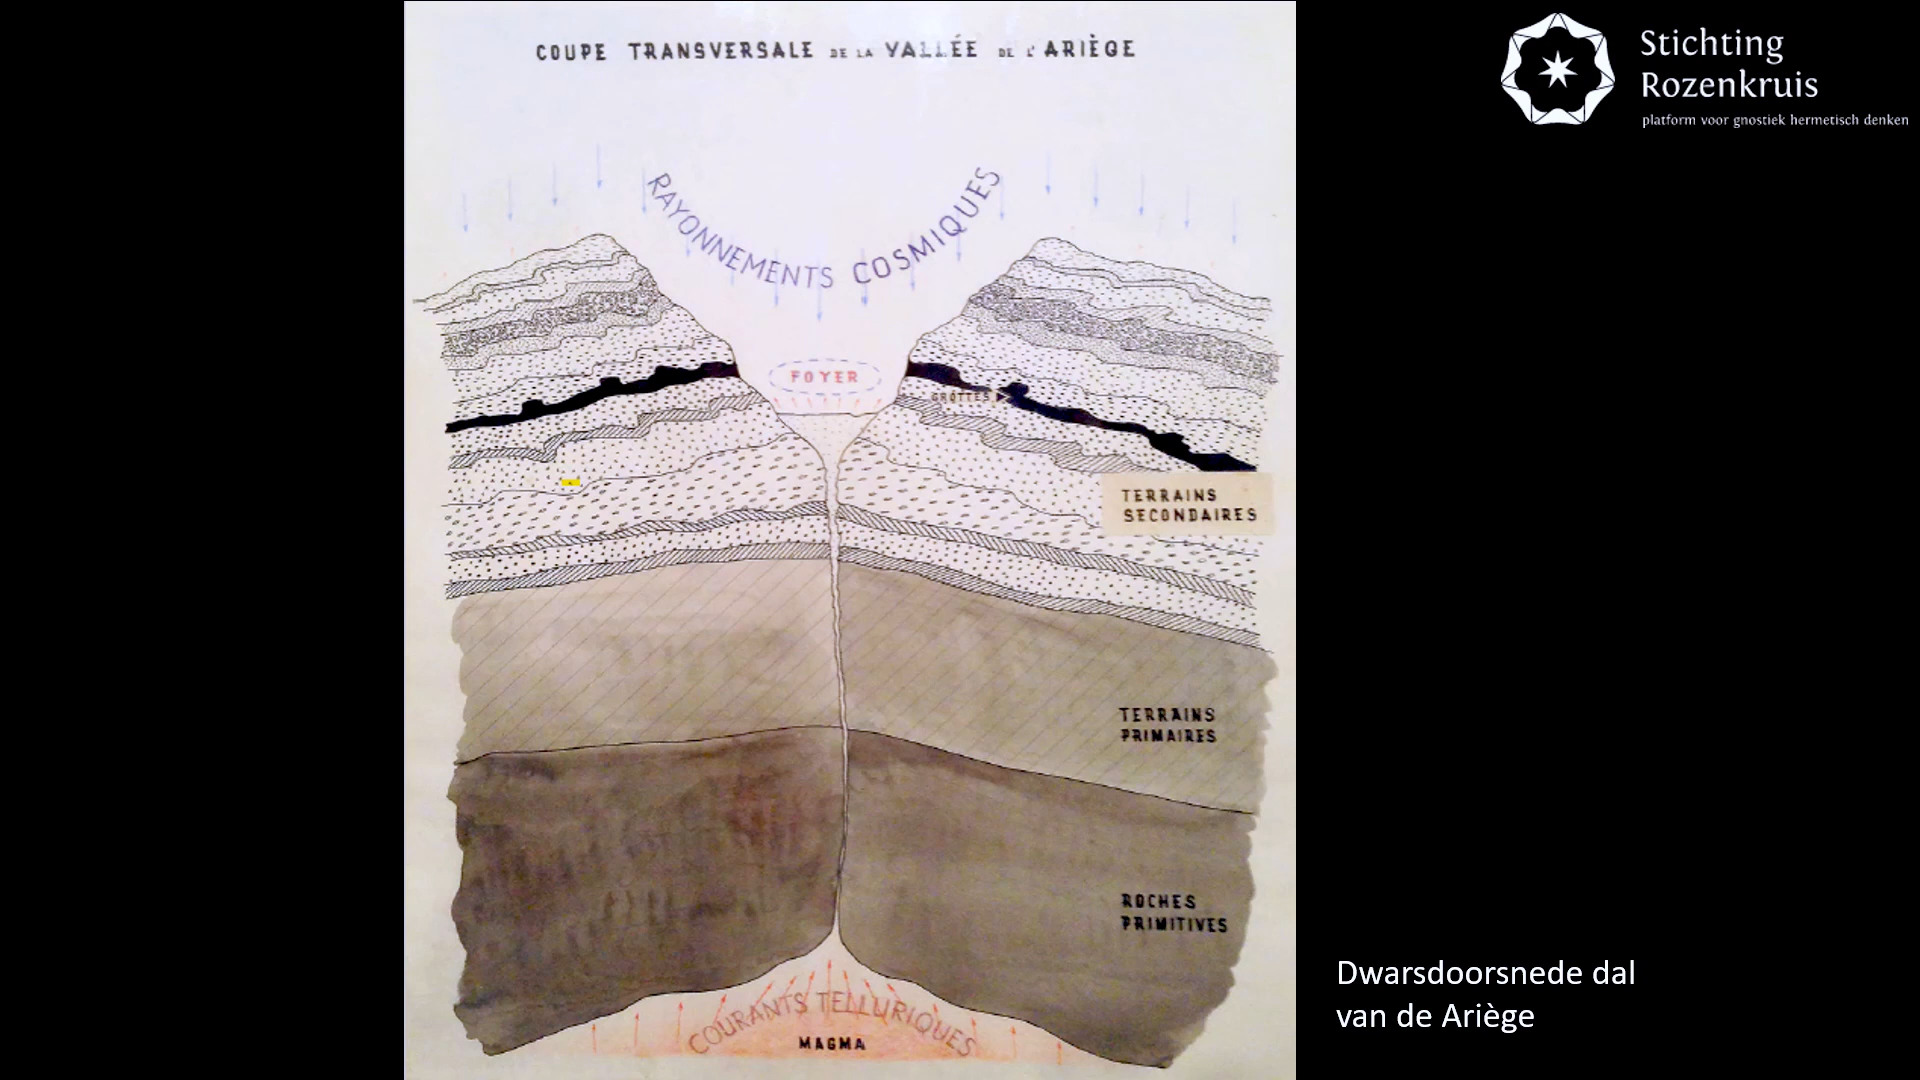 COUPE TRANSVERSALE DE LA VALLÉE DE L'ARIÈGE
Stichting
Rozenkruis
platform voor gnostiek hermetisch denken
RAYONNEMENTS COSMIQUES
FOYER
GROTTES
TERRAINS
SECONDAIRES
TERRAINS
PRIMAIRES
ROCHES
PRIMITIVES
COURANTS TELLURIQUES
MAGMA
Dwarsdoorsnede dal
van de Ariège